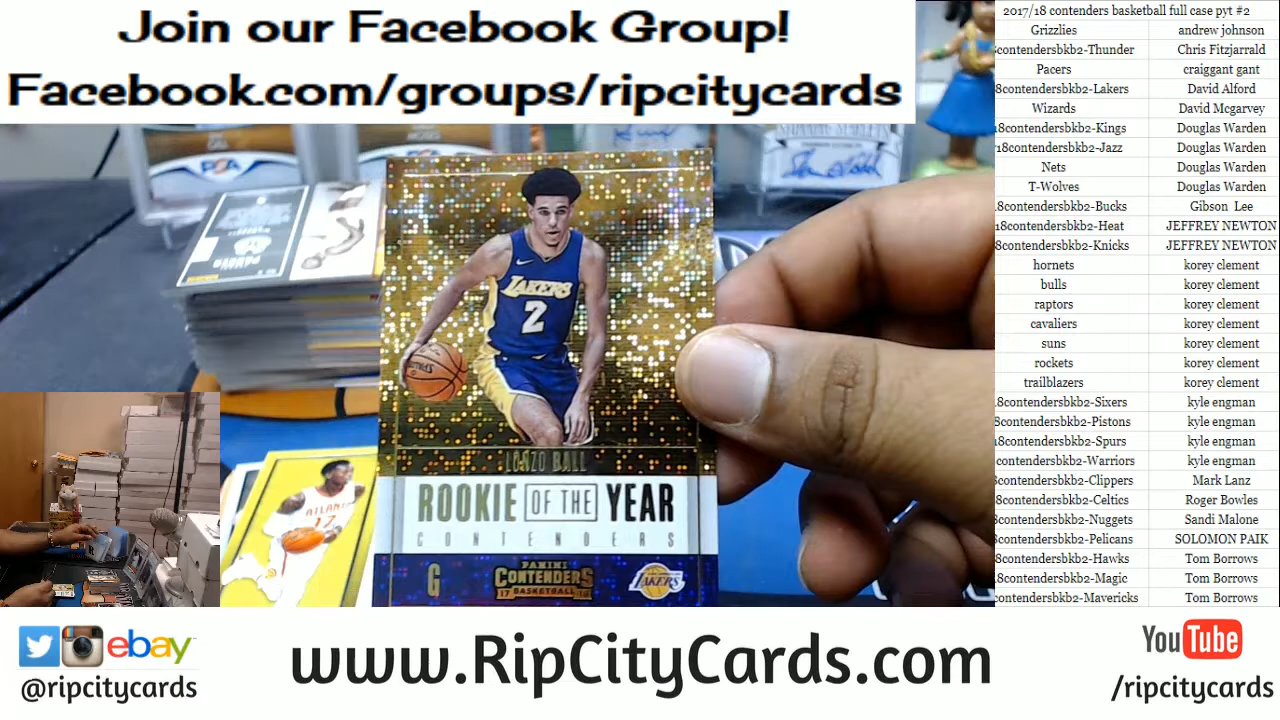 Join our Facebook Group!
Facebook.com/groups/ripcitycards
2017/18 contenders basketball full case pyt #2
Grizzlies andrew johnson
contendersbkb2-Thunder Chris Fitzjarrald
Pacers craiggant gant
8contendersbkb2-Lakers David Alford
Wizards David Mcgarvey
18contendersbkb2-Kings Douglas Warden
18contendersbkb2-Jazz Douglas Warden
Nets Douglas Warden
T-Wolves Douglas Warden
8contendersbkb2-Bucks Gibson Lee
18contendersbkb2-Heat JEFFREY NEWTON
8contendersbkb2-Knicks JEFFREY NEWTON
hornets korey clement
bulls korey clement
raptors korey clement
cavaliers korey clement
suns korey clement
rockets korey clement
trailblazers korey clement
8contendersbkb2-Sixers kyle engman
8contendersbkb2-Pistons kyle engman
8contendersbkb2-Spurs kyle engman
contendersbkb2-Warriors kyle engman
contendersbkb2-Clippers Mark Lanz
8contendersbkb2-Celtics Roger Bowles
contendersbkb2-Nuggets Sandi Malone
contendersbkb2-Pelicans SOLOMON PAIK
8contendersbkb2-Hawks Tom Borrows
8contendersbkb2-Magic Tom Borrows
contendersbkb2-Mavericks Tom Borrows
LAKERS
2
LONZO BALL
ROOKIE OF THE YEAR
CONTENDERS
G
PANINI
CONTENDERS
17 BASKETBALL 18
LAKERS
ATLANTA
17
ebay
@ripcitycards
www.RipCityCards.com
YouTube
/ripcitycards